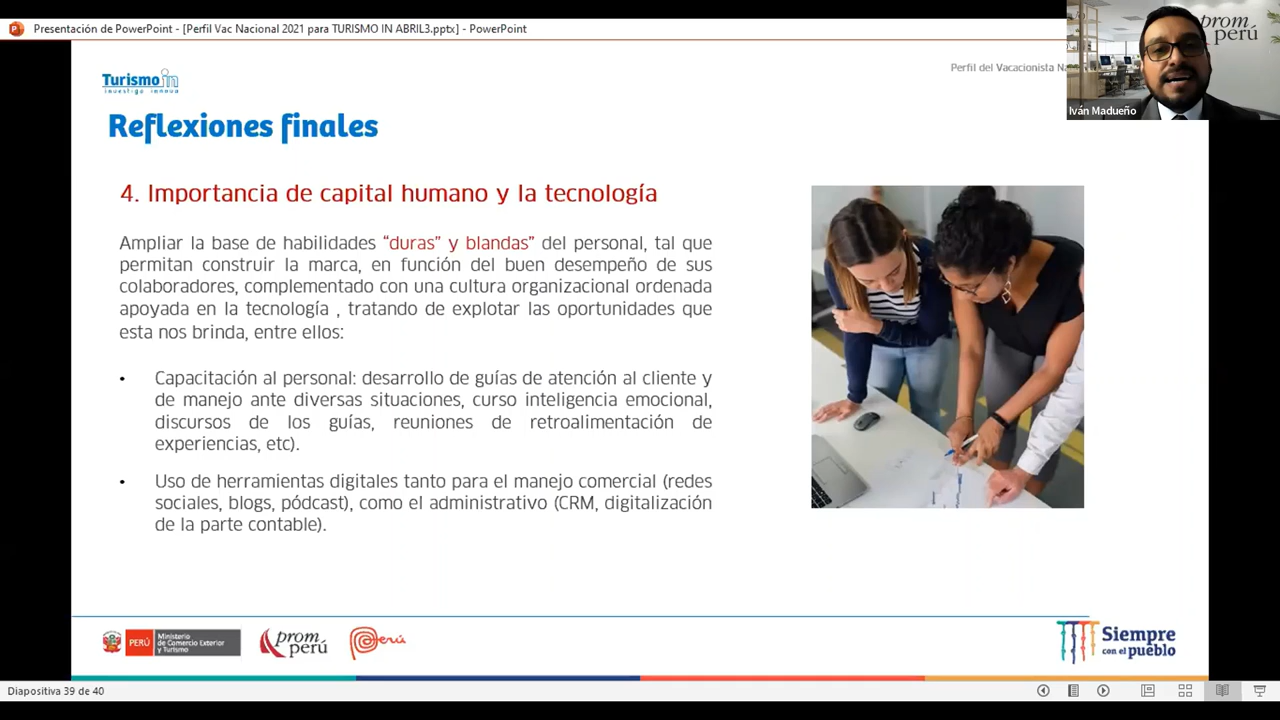 Presentación de PowerPoint - [Perfil Vac Nacional 2021 para TURISMO IN ABRIL3.pptx] - PowerPoint
prom
perú
Turismo in
investiga innova
Perfil del Vacacionista
Iván Madueño
Reflexiones finales
4. Importancia de capital humano y la tecnología
Ampliar la base de habilidades “duras” y blandas” del personal, tal que
permitan construir la marca, en función del buen desempeño de sus
colaboradores, complementado con una cultura organizacional ordenada
apoyada en la tecnología , tratando de explotar las oportunidades que
esta nos brinda, entre ellos:
• Capacitación al personal: desarrollo de guías de atención al cliente y
de manejo ante diversas situaciones, curso inteligencia emocional,
discursos de los guías, reuniones de retroalimentación de
experiencias, etc).
• Uso de herramientas digitales tanto para el manejo comercial (redes
sociales, blogs, pódcast), como el administrativo (CRM, digitalización
de la parte contable).
PERÚ
Ministerio
de Comercio Exterior
y Turismo
prom
perú
Perú
Siempre
con el pueblo
Diapositiva 39 de 40